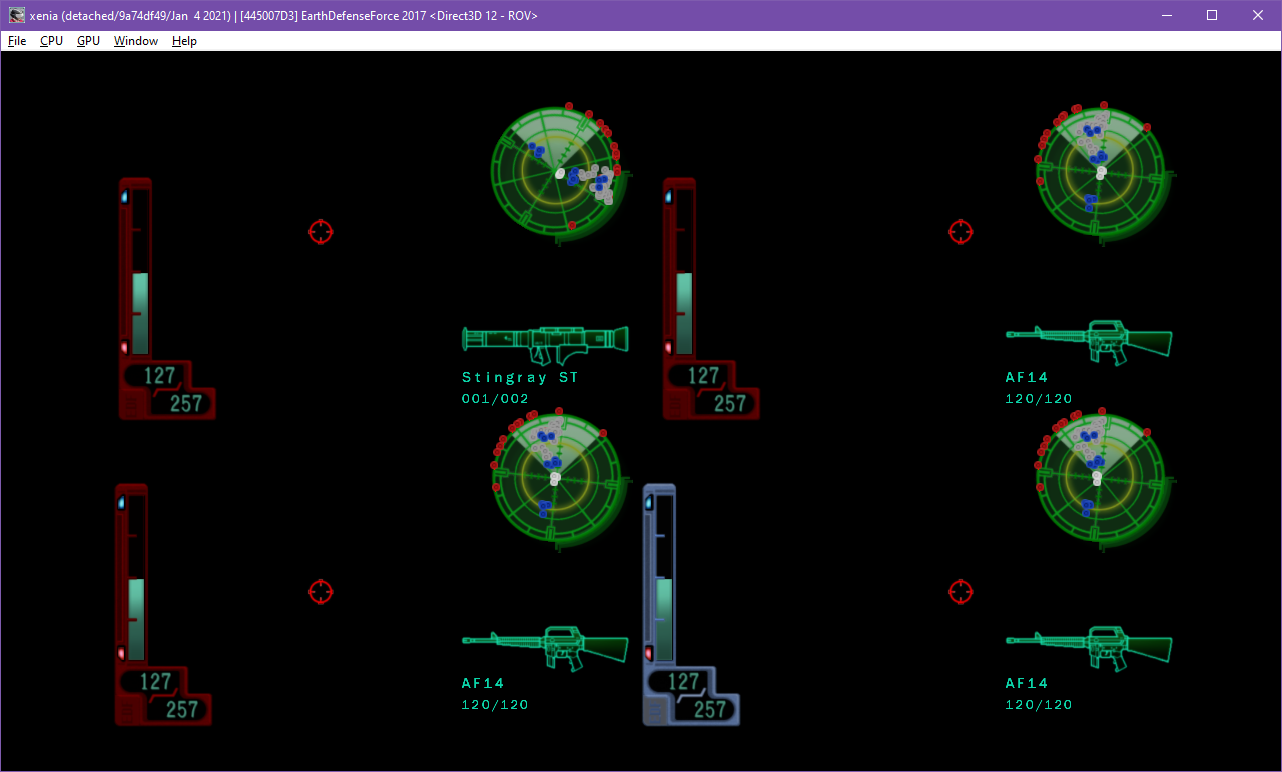 xenia (detached/9a74df49/Jan  4 2021) | [445007D3] EarthDefenseForce 2017 <Direct3D 12 - ROV>
File CPU GPU Window Help
127
257
Stingray ST
001/002
127
257
AF14
120/120
127
257
AF14
120/120
127
257
AF14
120/120